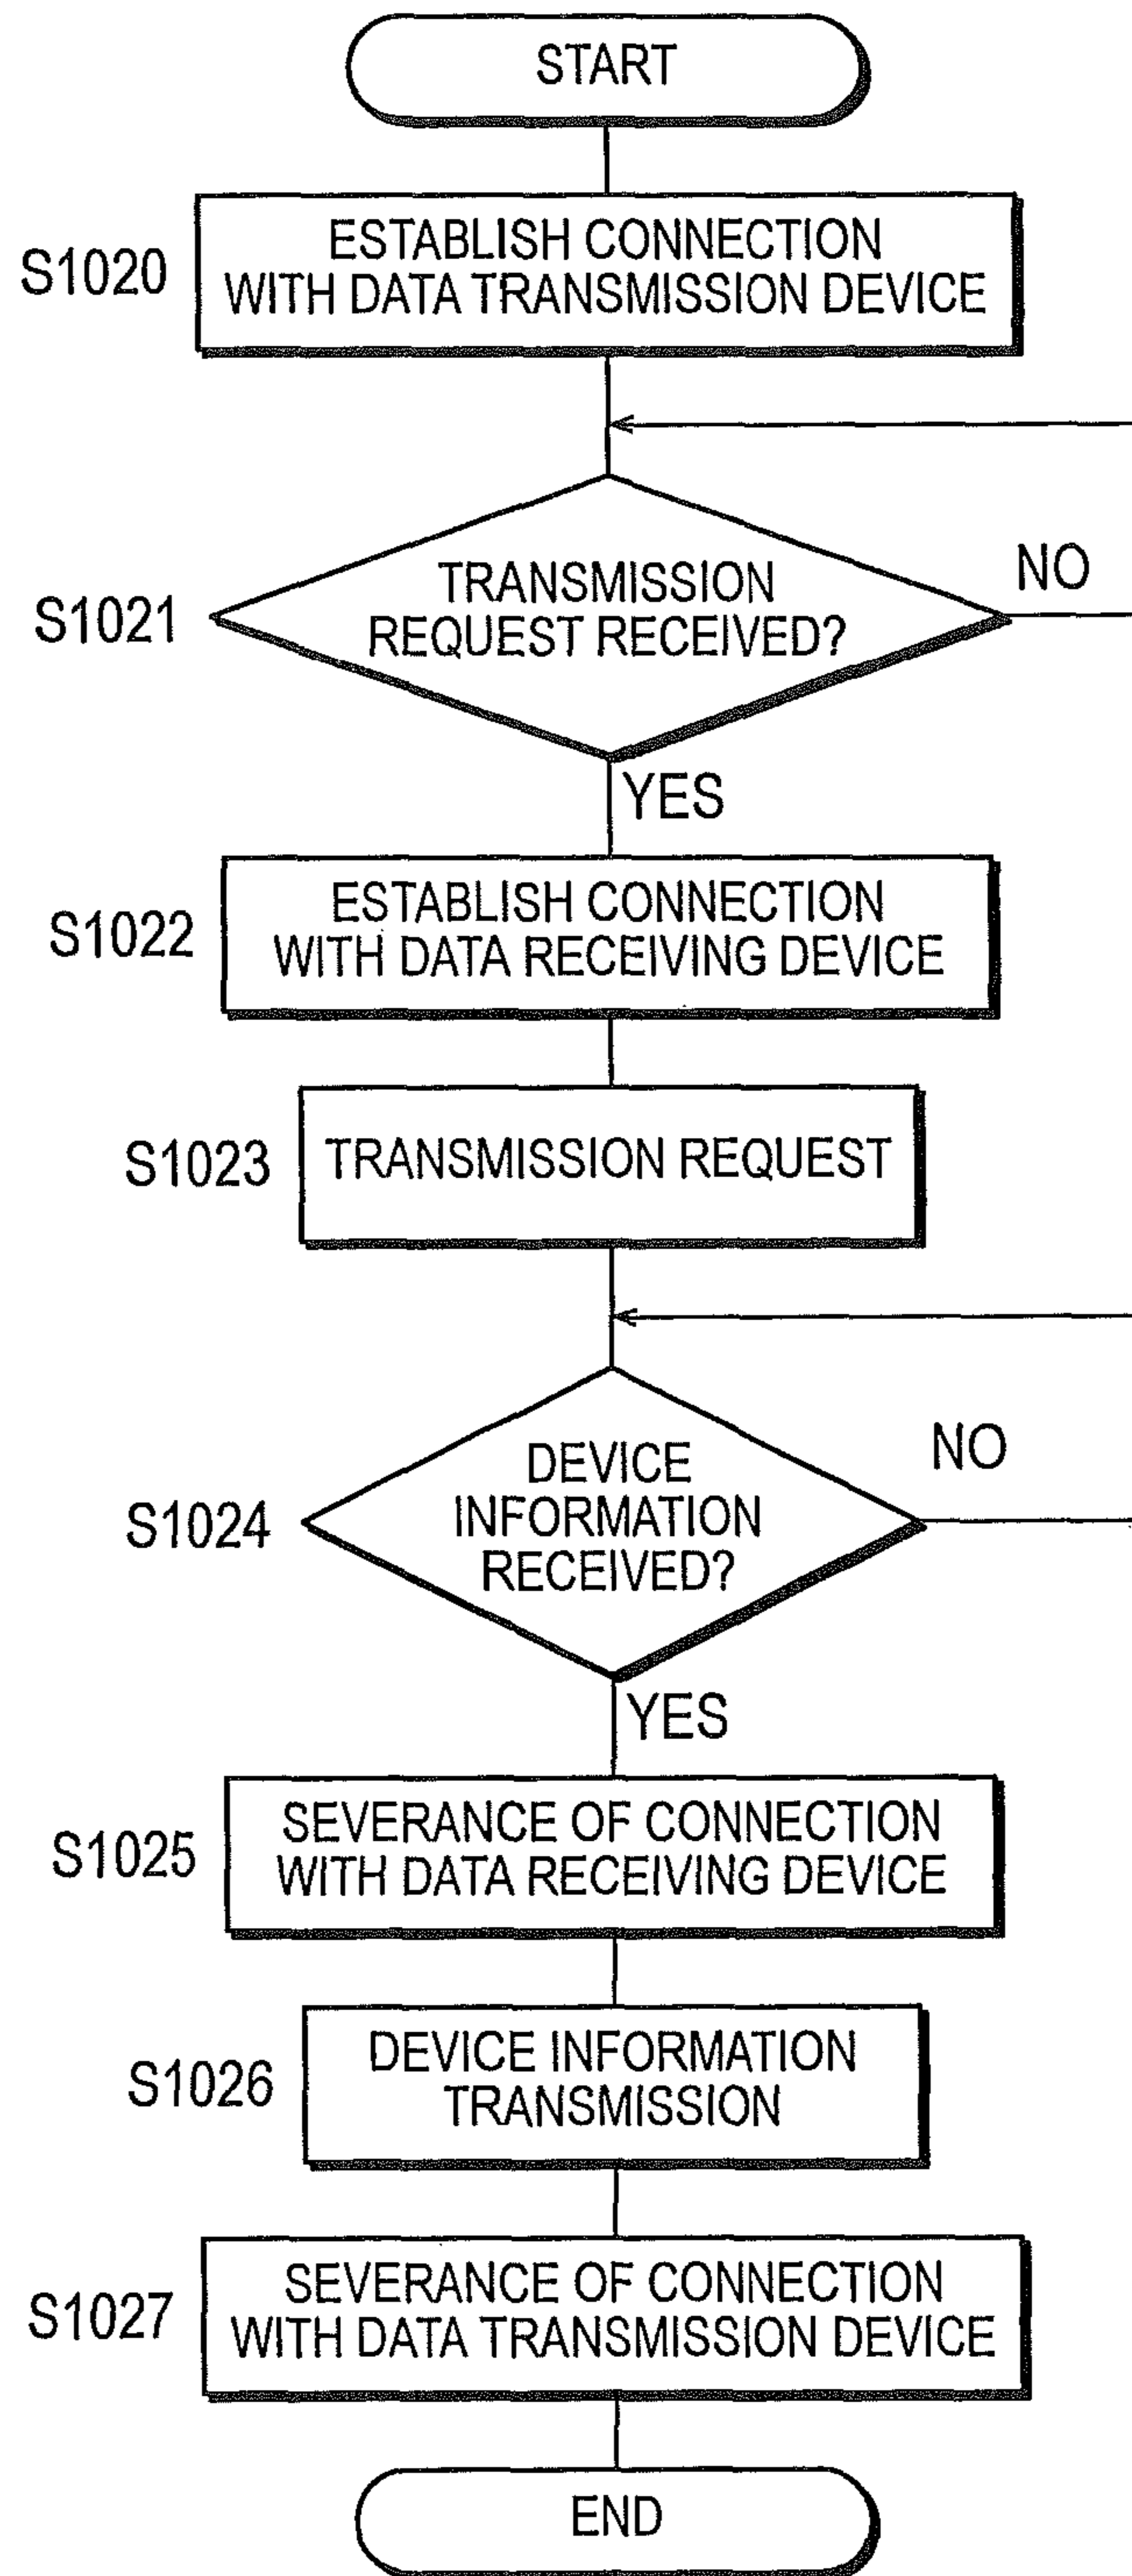 START
S1020
ESTABLISH CONNECTION
WITH DATA TRANSMISSION DEVICE
S1021
TRANSMISSION
REQUEST RECEIVED?
NO
YES
S1022
ESTABLISH CONNECTION
WITH DATA RECEIVING DEVICE
S1023
TRANSMISSION REQUEST
S1024
DEVICE
INFORMATION
RECEIVED?
NO
YES
S1025
SEVERANCE OF CONNECTION
WITH DATA RECEIVING DEVICE
S1026
DEVICE INFORMATION
TRANSMISSION
S1027
SEVERANCE OF CONNECTION
WITH DATA TRANSMISSION DEVICE
END